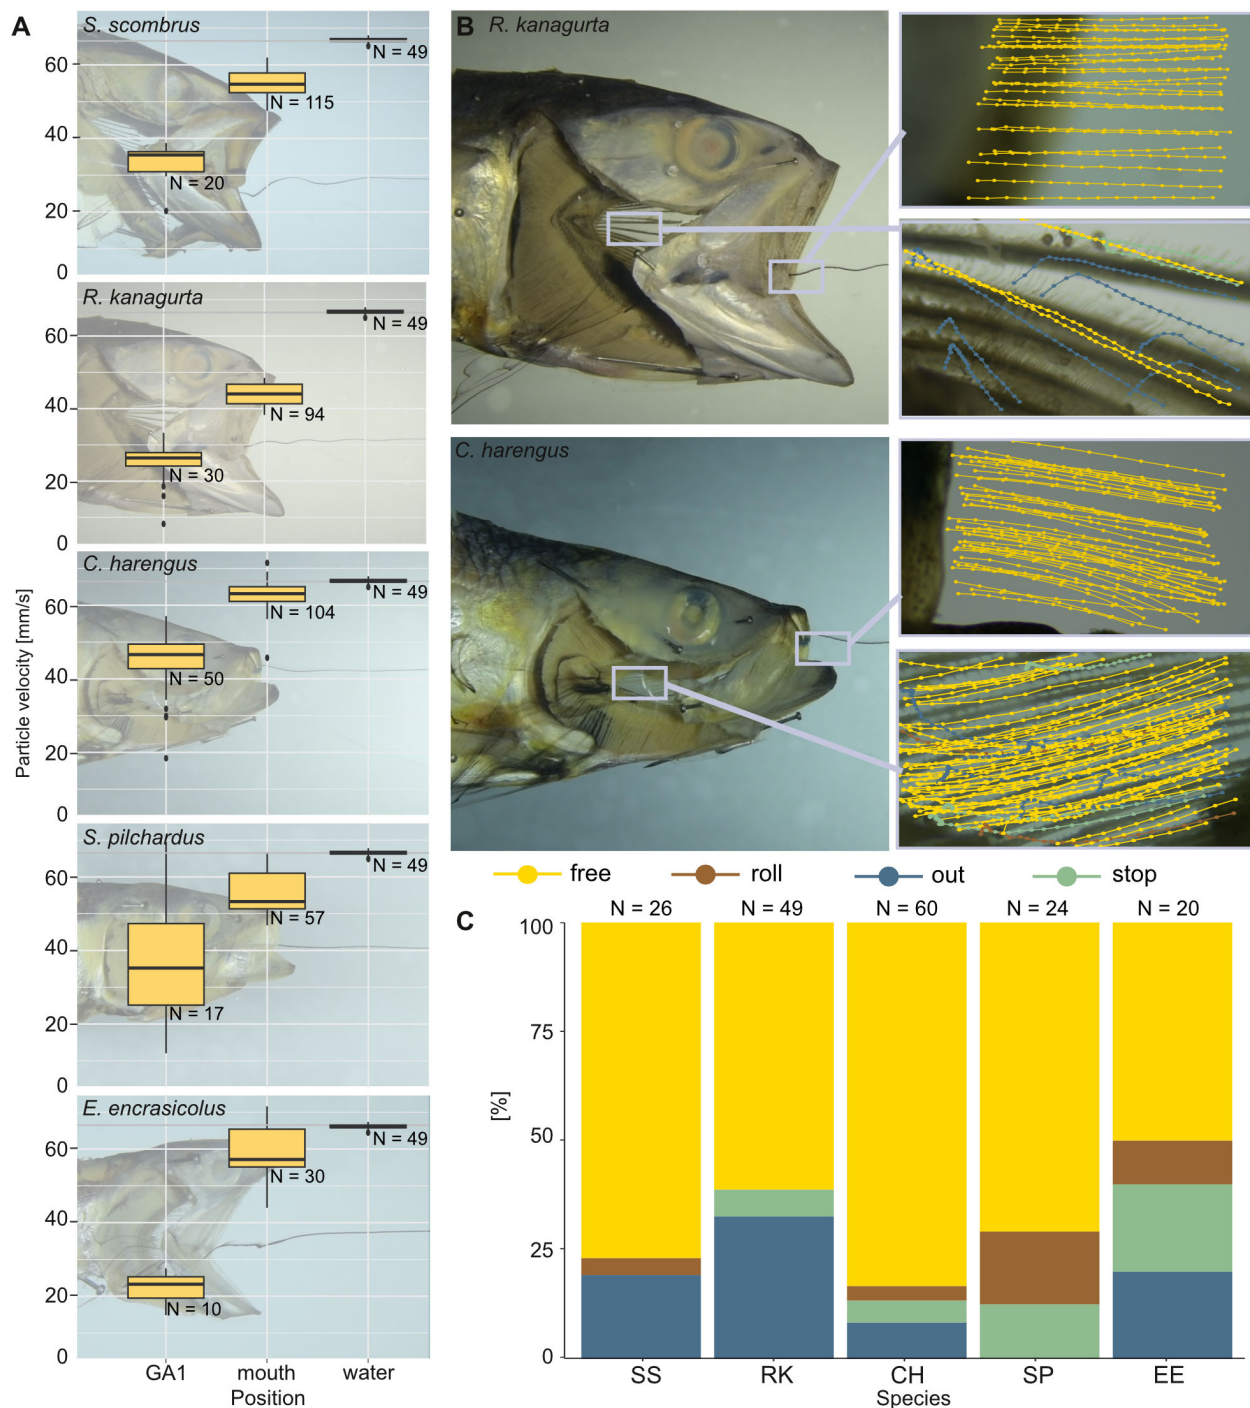 A
S. scombrus
N = 49
60
N = 115
40
N = 20
20
0
R. kanagurta
N = 49
60
40
N = 94
N = 30
20
0
C. harengus
N = 49
60
N = 104
N = 50
40
20
0
S. pilchardus
N = 49
60
N = 57
40
N = 17
20
0
E. encrasicolus
N = 49
60
N = 30
40
20
N = 10
0
Particle velocity [mm/s]
GA1 mouth water
Position
B R. kanagurta
C. harengus
free roll out stop
C
N = 26 N = 49 N = 60 N = 24 N = 20
100
75
50
25
0
[%]
SS RK CH SP EE
Species